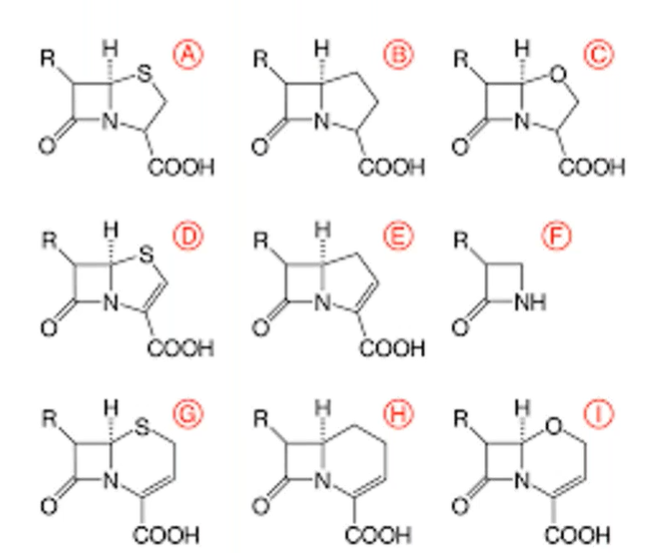 H H H
R S Ⓐ R Ⓑ R O Ⓒ
O N O N O N
COOH COOH COOH
H H
R S Ⓓ R Ⓔ R Ⓕ
O N O N O NH
COOH COOH
H H H
R S Ⓖ R Ⓗ R O Ⓘ
O N O N O N
COOH COOH COOH